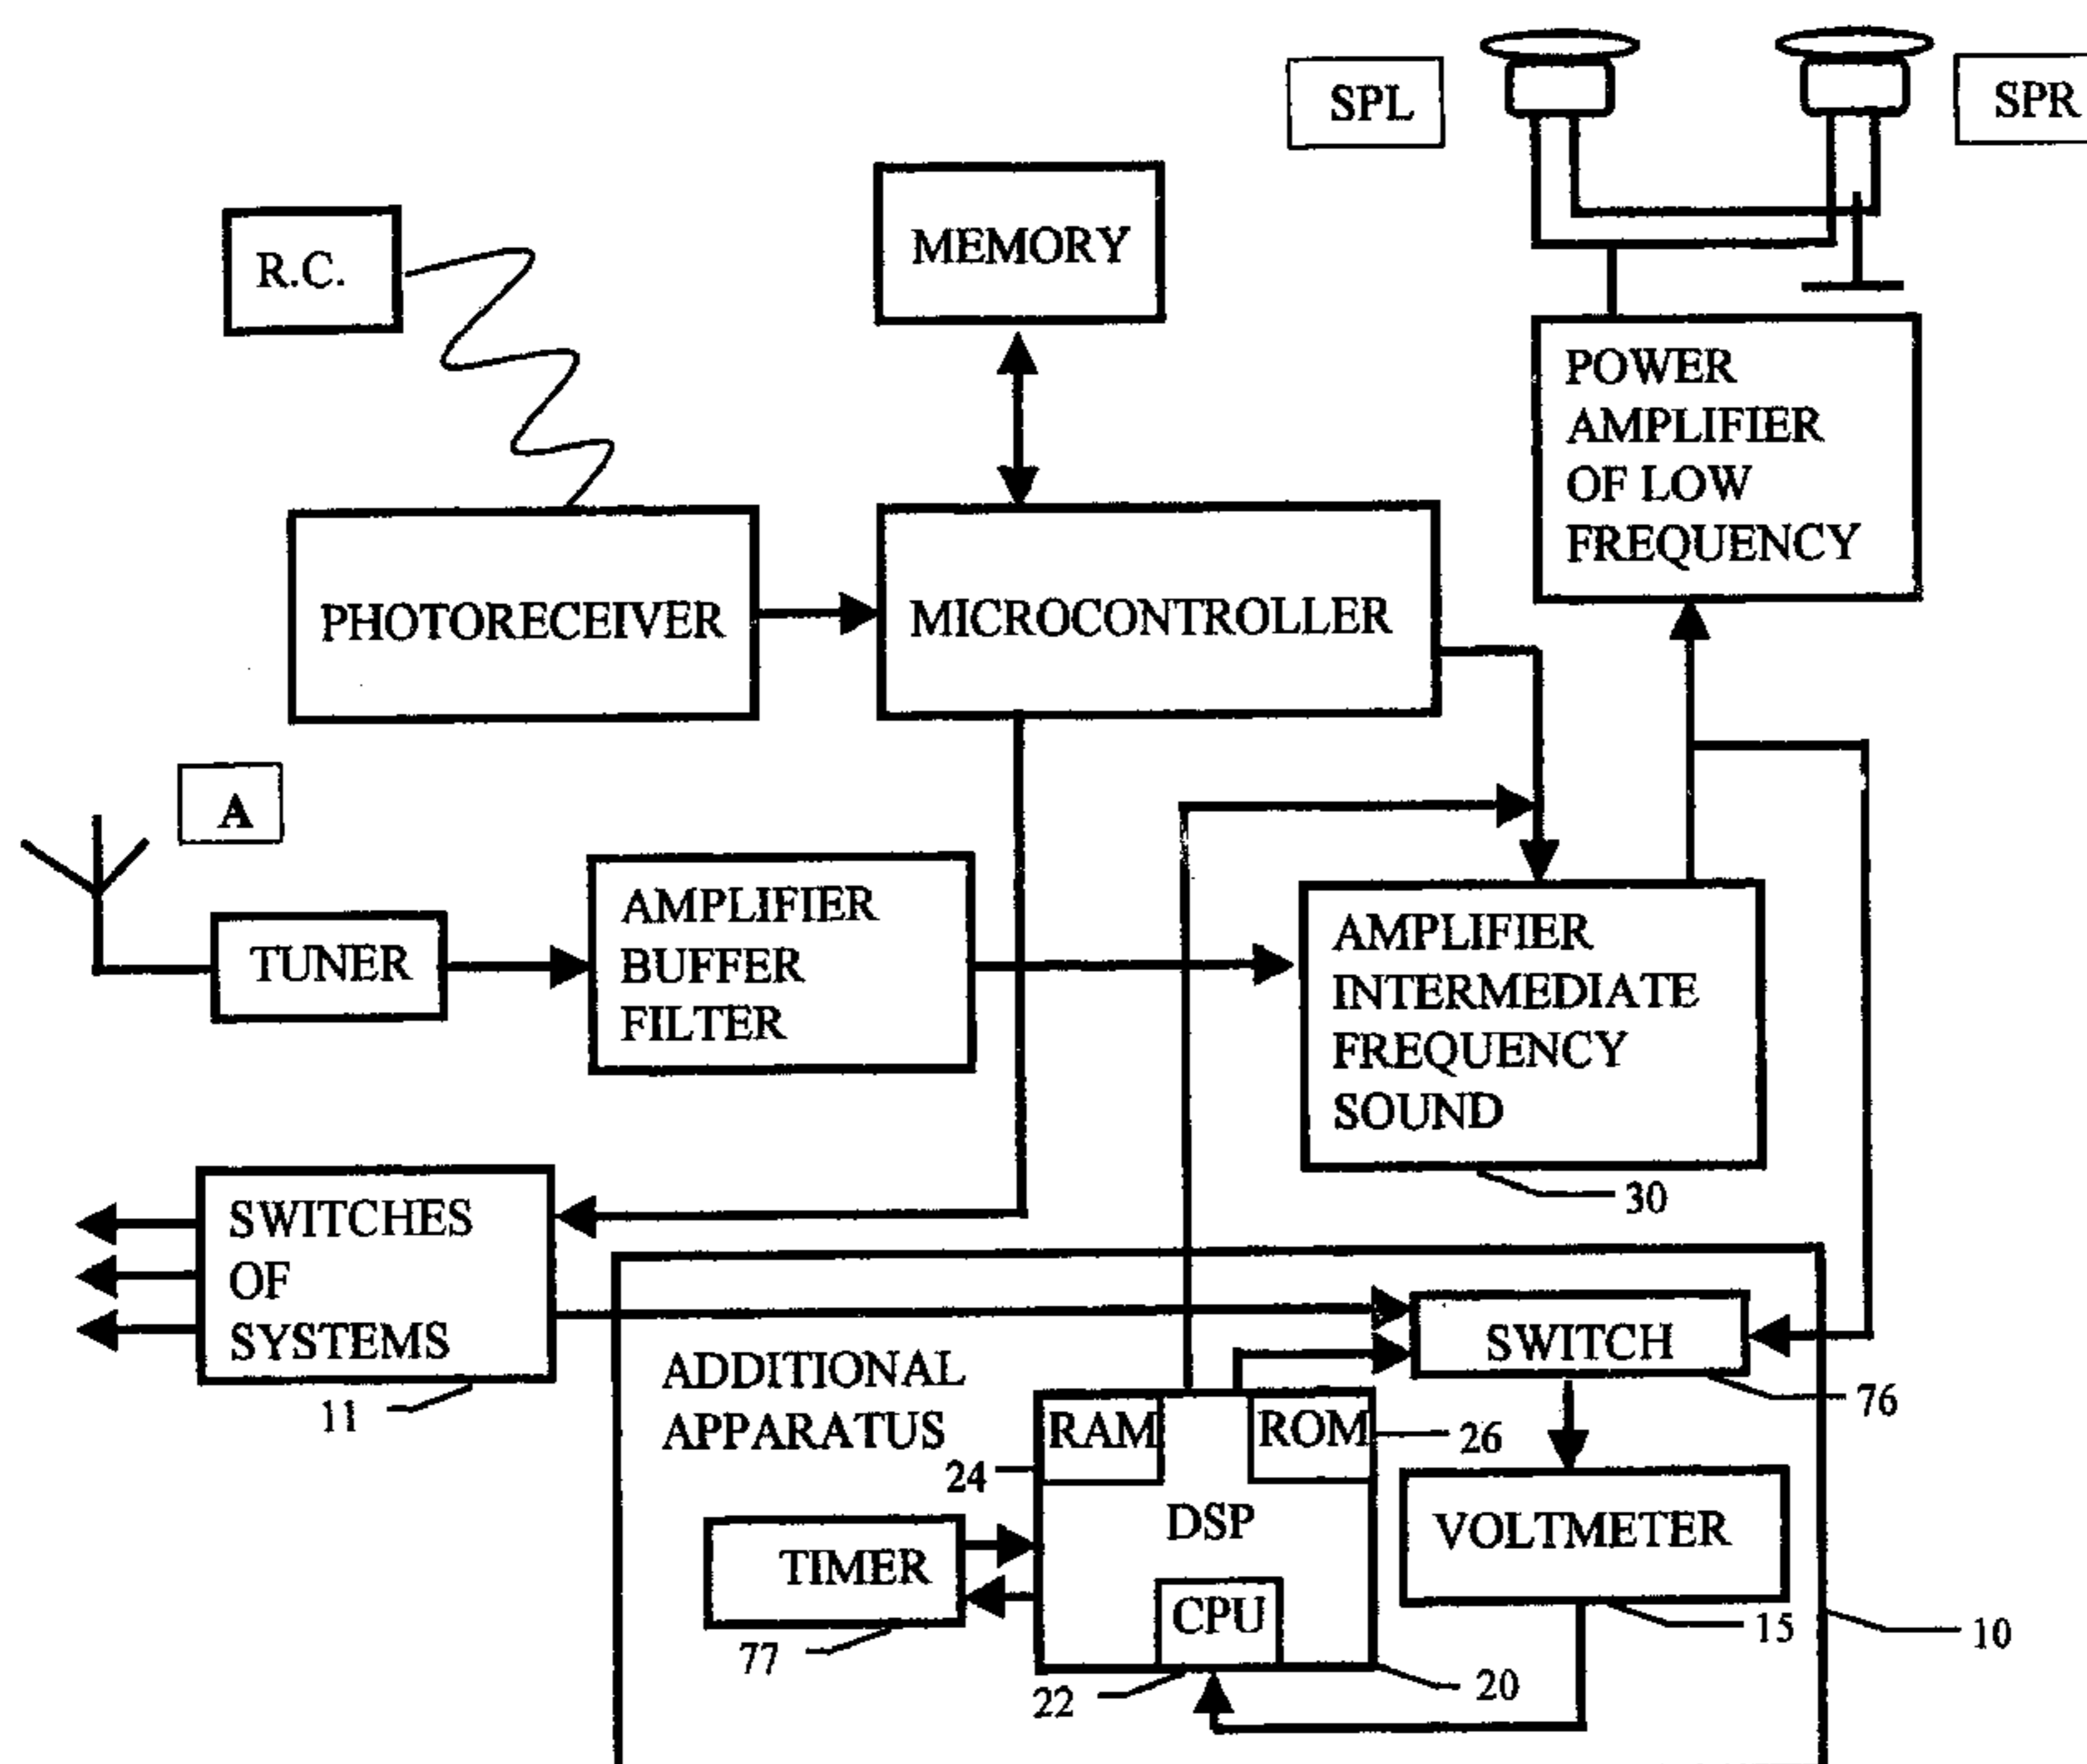 SPL
SPR
R.C.
MEMORY
POWER
AMPLIFIER
OF LOW
FREQUENCY
PHOTORECEIVER
MICROCONTROLLER
A
TUNER
AMPLIFIER
BUFFER
FILTER
AMPLIFIER
INTERMEDIATE
FREQUENCY
SOUND
30
SWITCHES
OF
SYSTEMS
11
SWITCH
76
ADDITIONAL
APPARATUS
RAM
ROM
24
26
DSP
VOLTMETER
TIMER
CPU
77
22
20
15
10